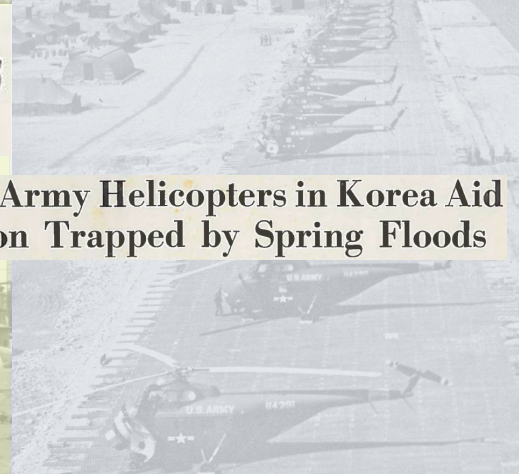 Army Helicopters in Korea Aid
on Trapped by Spring Floods
U.S. ARMY
U.S. ARMY